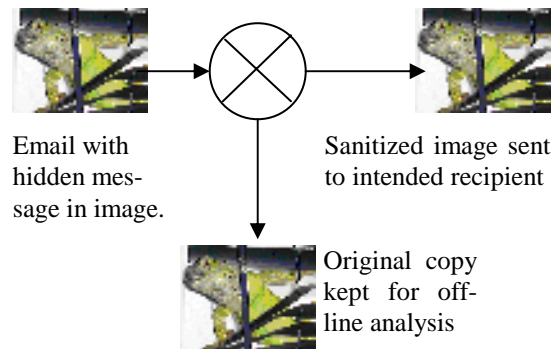 Email with
hidden mes-
sage in image.
Sanitized image sent
to intended recipient
Original copy
kept for off-
line analysis